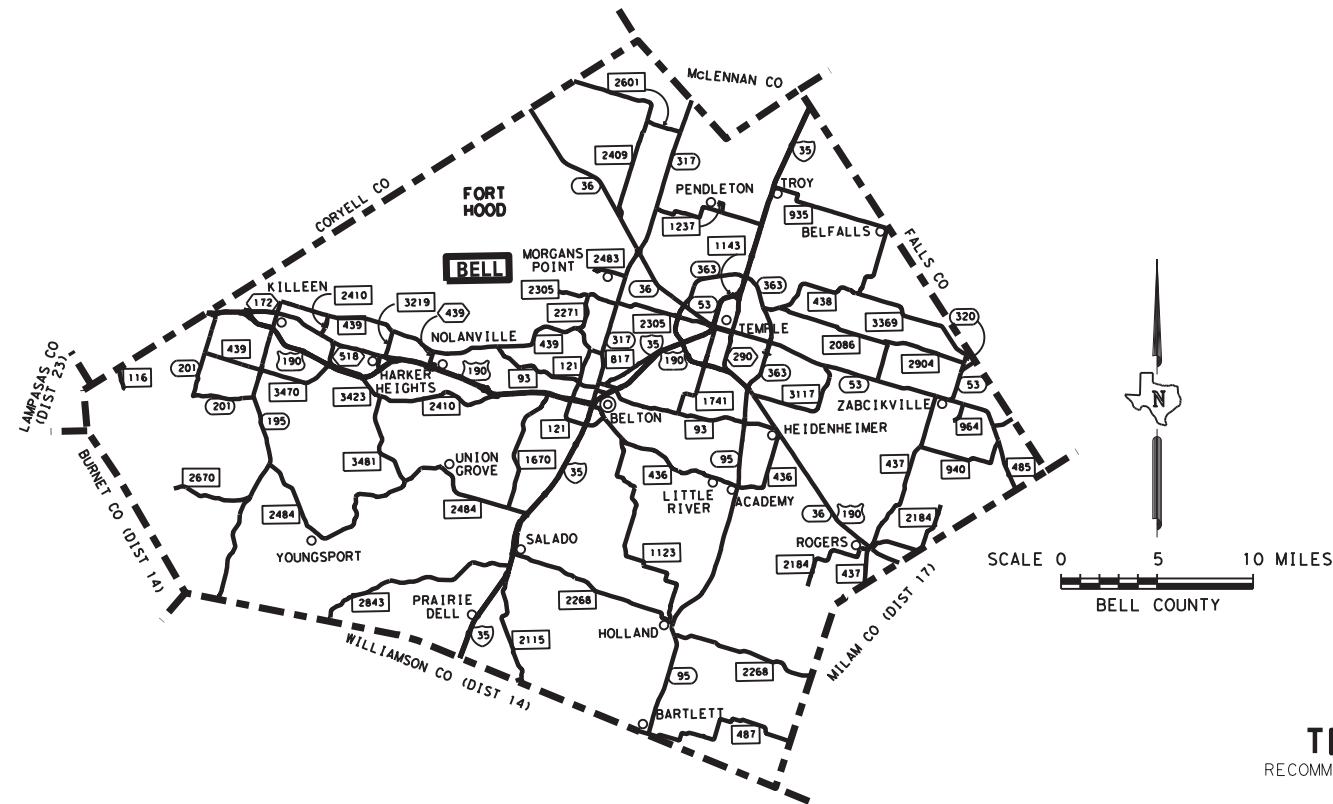 McLENNAN CO
2601
35
2409
317
36
CORYELL CO
FORT
HOOD
PENDLETON
TROY
935
1237
BELFALLS
FALLS CO
1143
MORGANS
POINT
2483
363
BELL
KILLEEN
2305
36
53
363
438
172
2410
3219
439
2271
2305
TEMPLE
3369
320
439
NOLANVILLE
439
317
35
2086
LAMPASAS CO
(DIST 23)
439
190
518
190
121
817
190
290
2904
201
116
HARKER
HEIGHTS
93
363
53
53
3470
3423
2410
1741
3117
ZABCIKVILLE
201
195
121
BELTON
93
HEIDENHEIMER
964
BURNET CO (DIST 14)
3481
UNION
GROVE
1670
35
95
437
940
485
2670
436
436
LITTLE
RIVER
ACADEMY
2484
2484
36
190
2184
YOUNGSPORT
SALADO
ROGERS
1123
2184
437
SCALE 0 5 10 MILES
BELL COUNTY
N
2843
PRAIRIE
DELL
2268
MILAM CO (DIST 17)
HOLLAND
35
2115
WILLIAMSON CO (DIST 14)
2268
95
BARTLETT
487
RECOMM